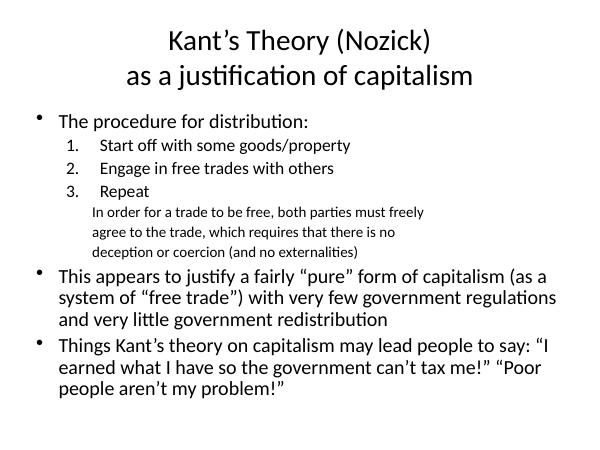 Kant’s Theory (Nozick)
as a justification of capitalism
• The procedure for distribution:
1. Start off with some goods/property
2. Engage in free trades with others
3. Repeat
In order for a trade to be free, both parties must freely
agree to the trade, which requires that there is no
deception or coercion (and no externalities)
• This appears to justify a fairly “pure” form of capitalism (as a
system of “free trade”) with very few government regulations
and very little government redistribution
• Things Kant’s theory on capitalism may lead people to say: “I
earned what I have so the government can’t tax me!” “Poor
people aren’t my problem!”